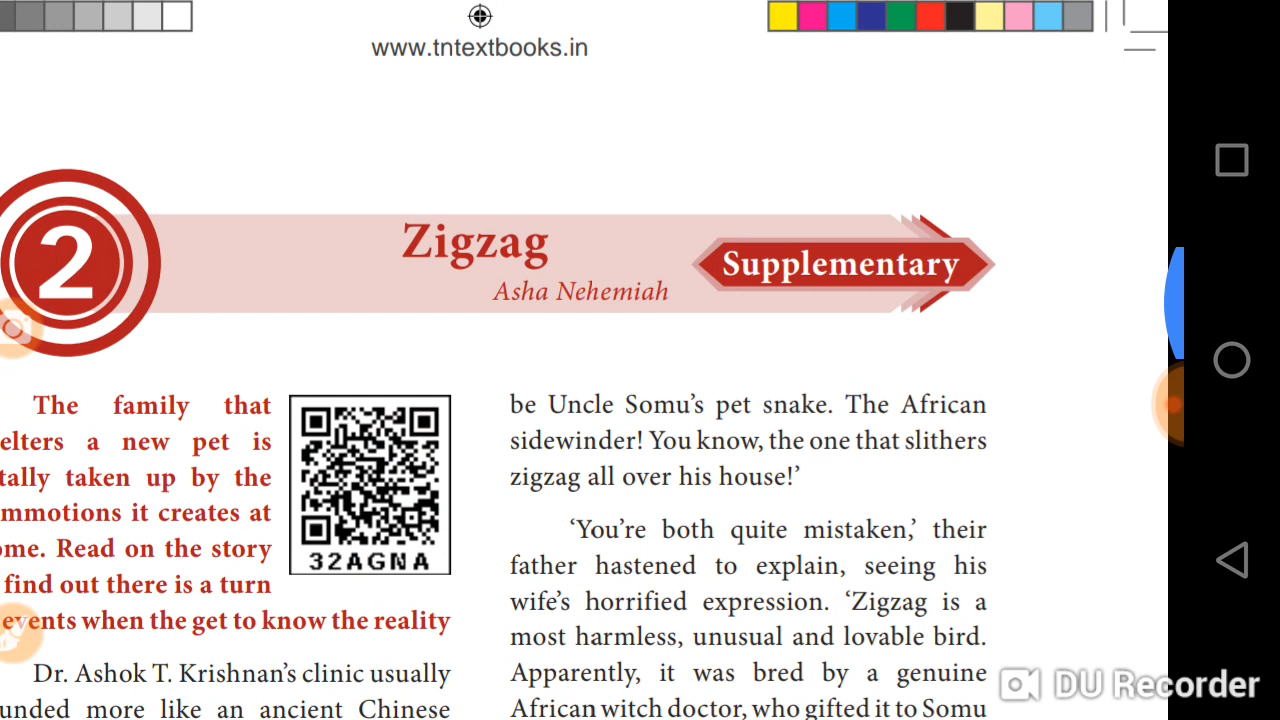 www.tntextbooks.in
2
Zigzag
Asha Nehemiah
Supplementary
The family that
elters a new pet is
tally taken up by the
mmotions it creates at
ome. Read on the story
find out there is a turn
events when the get to know the reality
32AGNA
Dr. Ashok T. Krishnan’s clinic usually
unded more like an ancient Chinese
be Uncle Somu’s pet snake. The African
sidewinder! You know, the one that slithers
zigzag all over his house!’
‘You’re both quite mistaken,’ their
father hastened to explain, seeing his
wife’s horrified expression. ‘Zigzag is a
most harmless, unusual and lovable bird.
Apparently, it was bred by a genuine
African witch doctor, who gifted it to Somu
DU Recorder